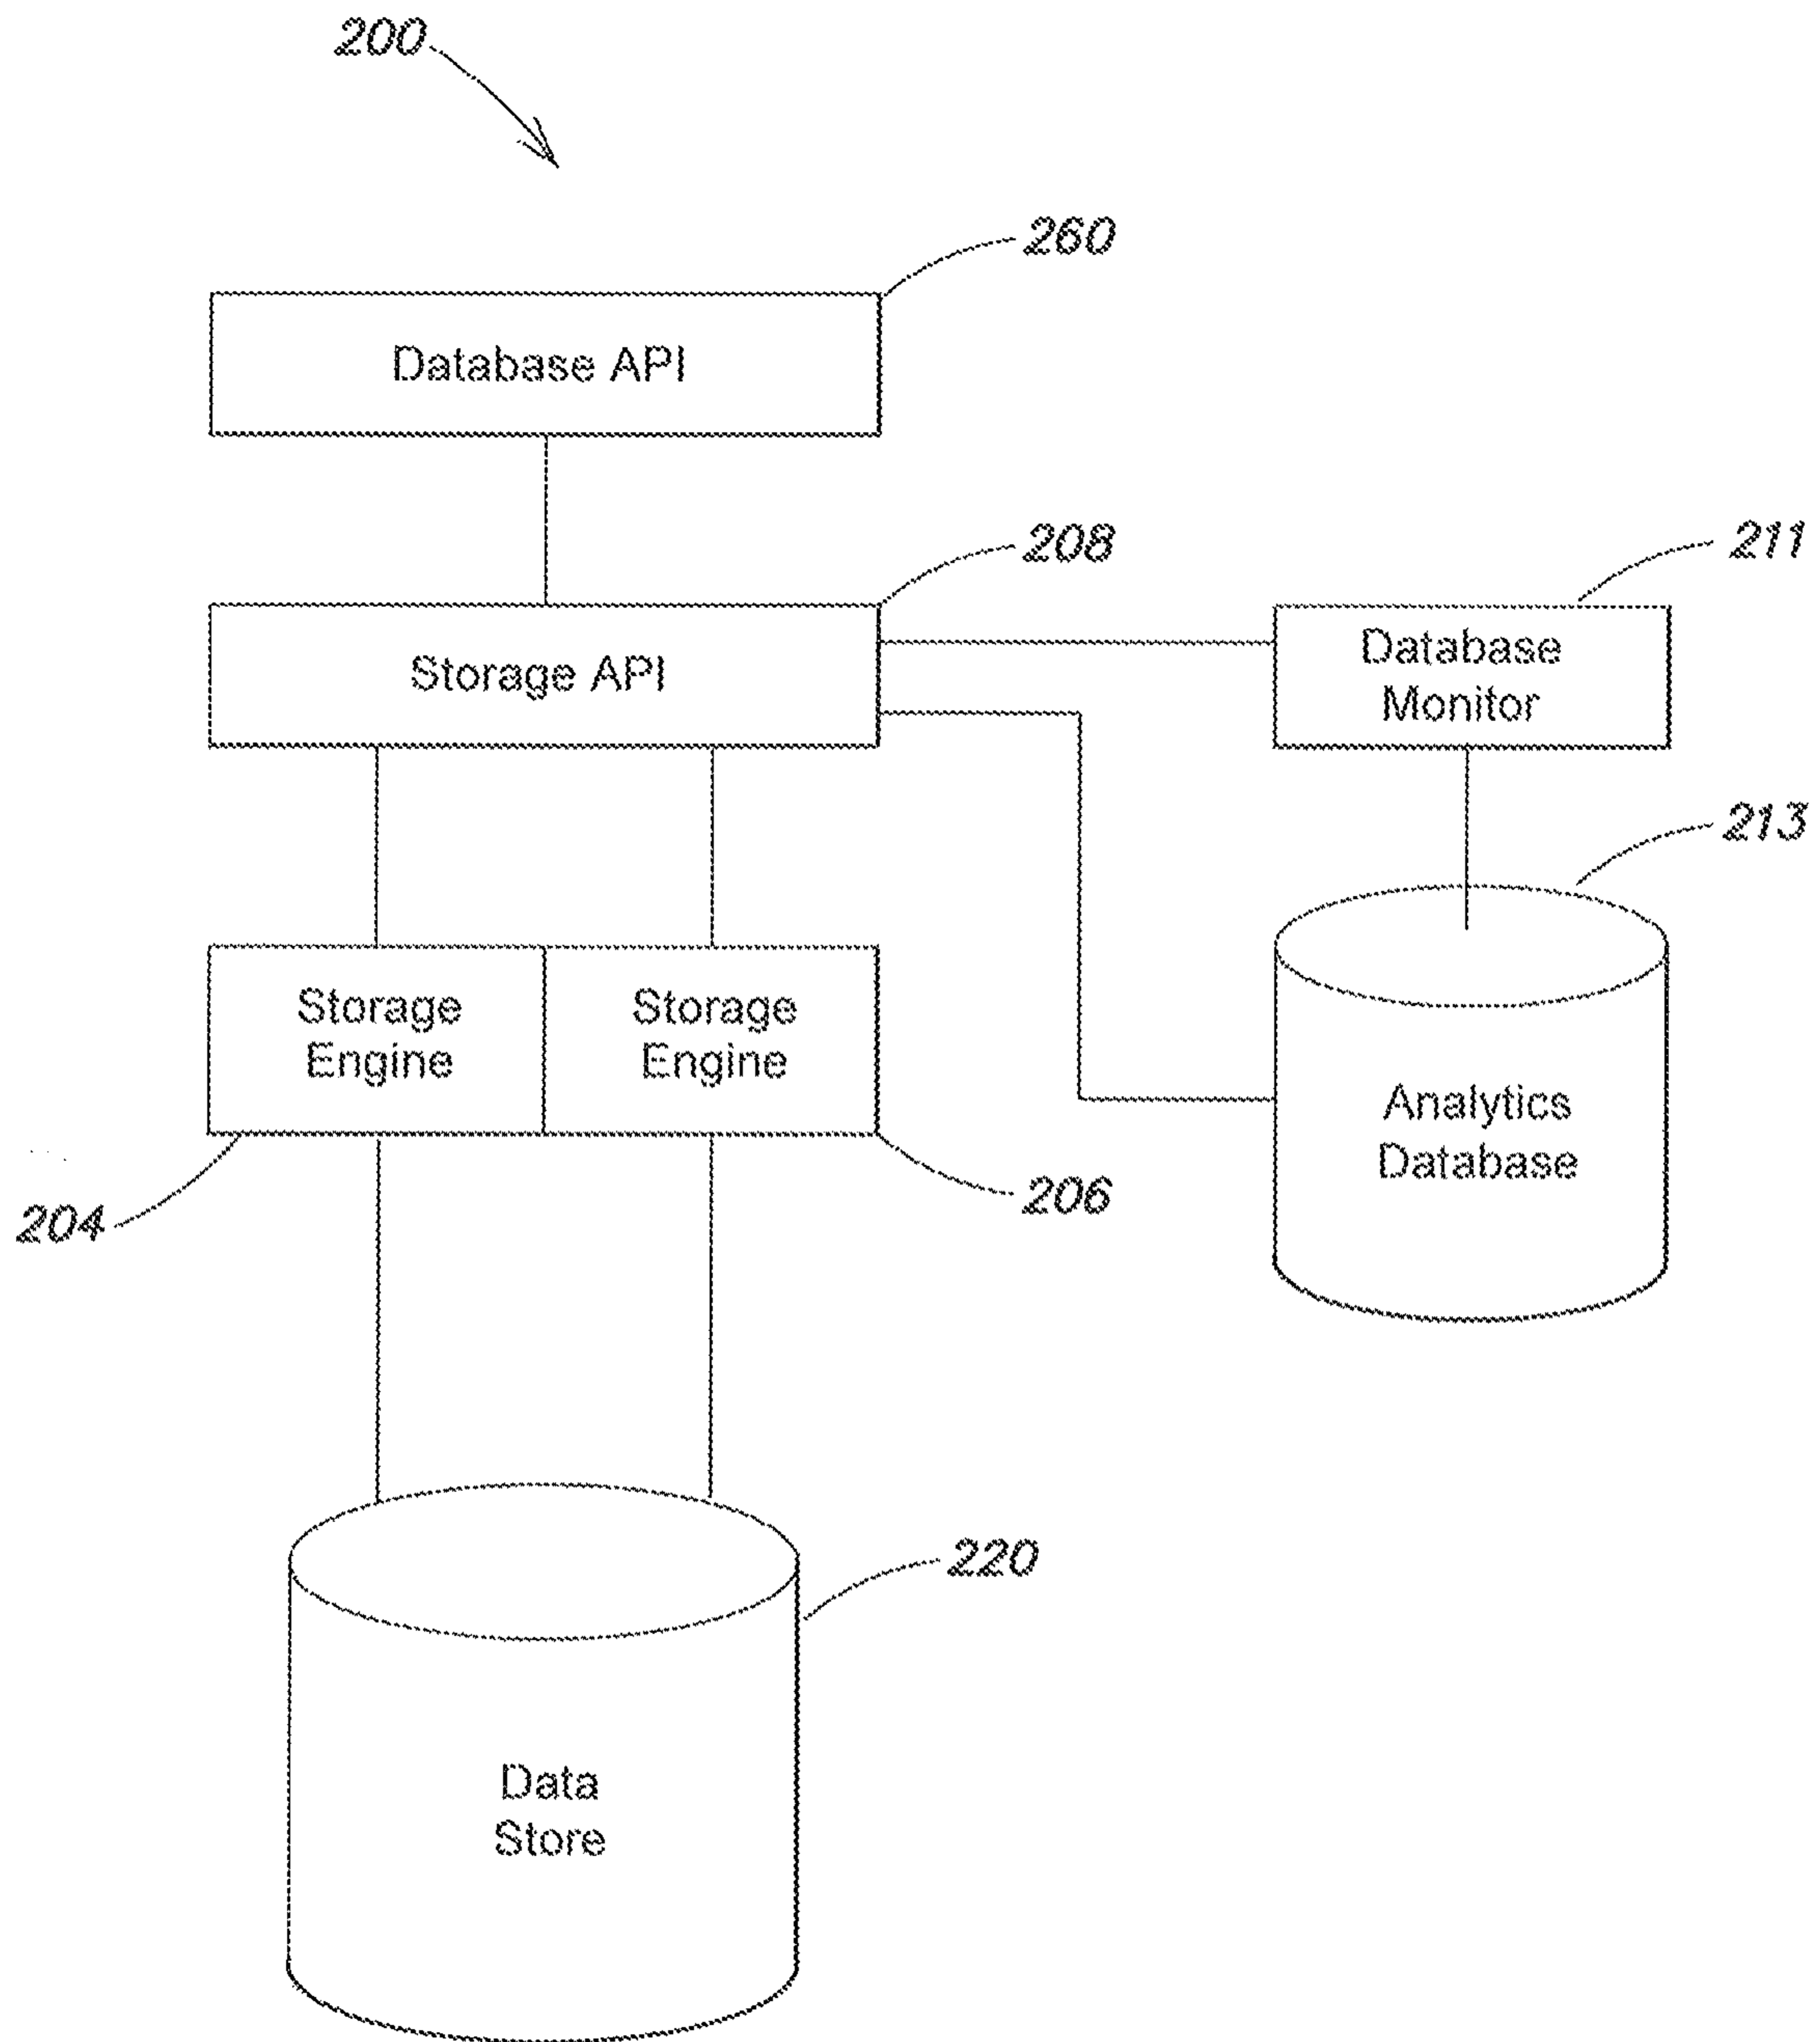 200
260
Database API
208
211
Storage API
Database
Monitor
213
Storage
Engine
Storage
Engine
Analytics
Database
204
206
220
Data
Store